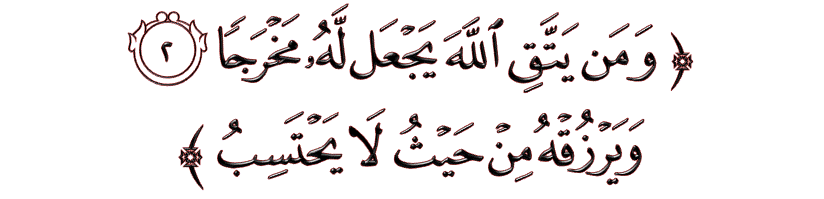 ﴿ وَمَن يَتَّقِ ٱللَّهَ يَجْعَل لَّهُۥ مَخْرَجًا ٢
وَيَرْزُقْهُ مِنْ حَيْثُ لَا يَحْتَسِبُ ﴾